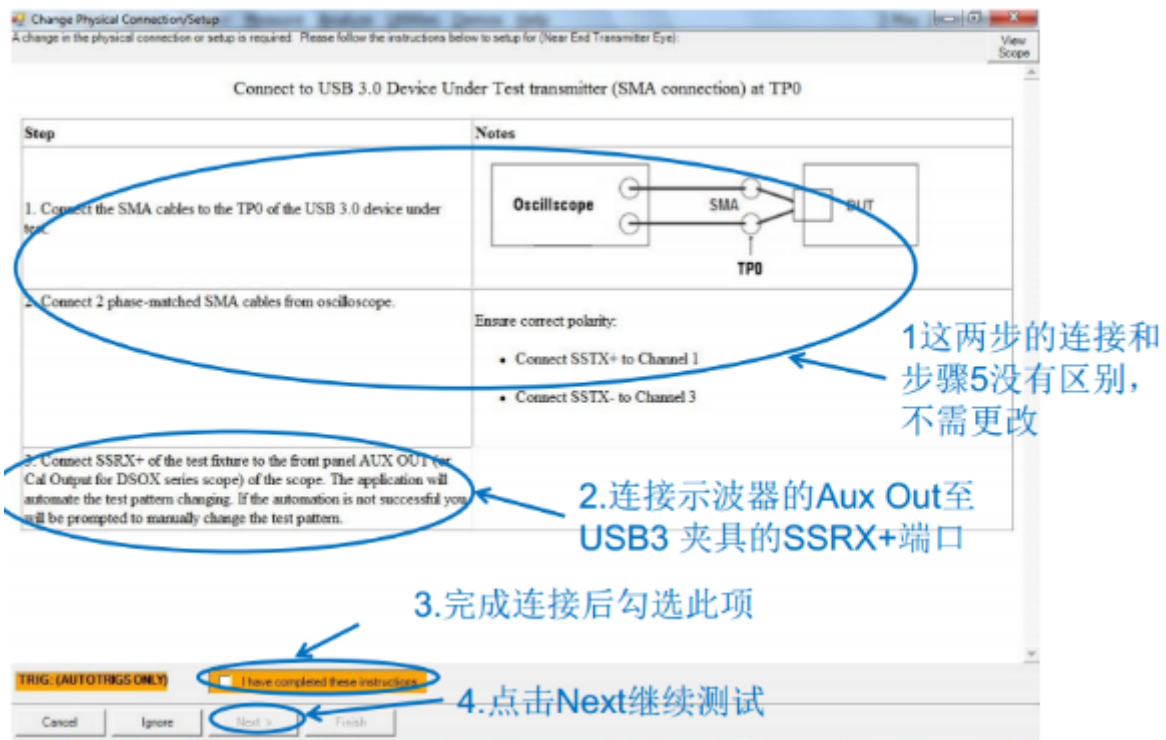 Change Physical Connection/Setup
A change in the physical connection or setup is required. Please follow the instructions below to setup for (Near End Transmitter Eye):
View
Scope
Connect to USB 3.0 Device Under Test transmitter (SMA connection) at TP0
Step
Notes
1. Connect the SMA cables to the TP0 of the USB 3.0 device under
test.
Oscillscope
SMA
DUT
TP0
2. Connect 2 phase-matched SMA cables from oscilloscope.
Ensure correct polarity:
• Connect SSTX+ to Channel 1
• Connect SSTX- to Channel 3
1这两步的连接和
步骤5没有区别，
不需更改
3. Connect SSRX+ of the test fixture to the front panel AUX OUT (or
Cal Output for DSOX series scope) of the scope. The application will
automate the test pattern changing. If the automation is not successful you
will be prompted to manually change the test pattern.
2.连接示波器的Aux Out至
USB3 夹具的SSRX+端口
3.完成连接后勾选此项
TRIG: (AUTOTRIGS ONLY)
I have completed these instructions
4.点击Next继续测试
Cancel
Ignore
Next >
Finish